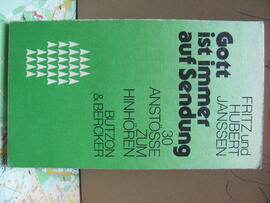 FRITZ und
HUBERT
JANSSEN
Gott
ist immer
auf Sendung
30
ANSTÖSSE
ZUM
HINHÖREN
BUTZON
& BERCKER